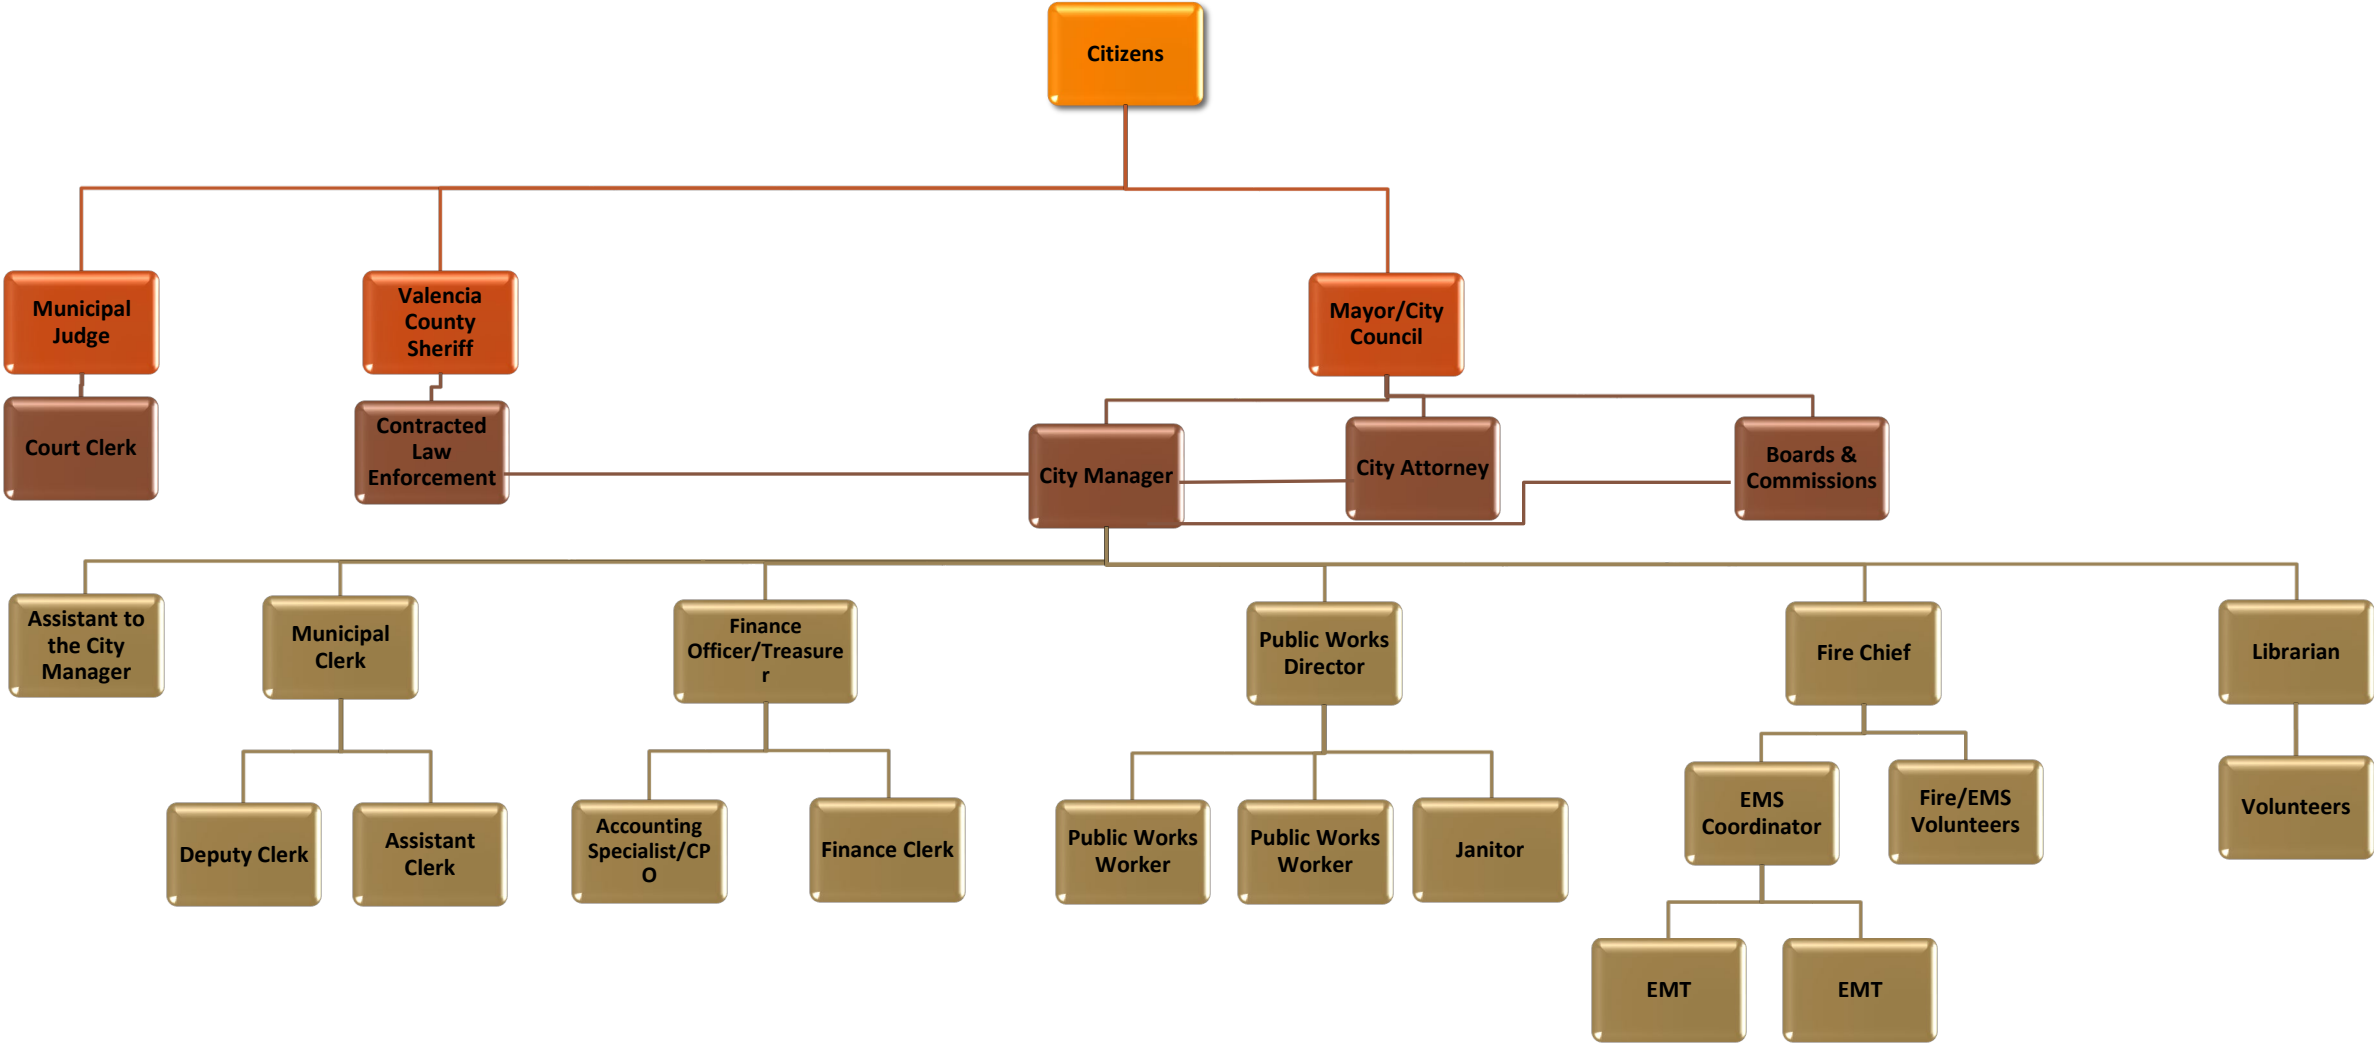 Citizens
Municipal
Judge
Valencia
County
Sheriff
Mayor/City
Council
Court Clerk
Contracted
Law
Enforcement
City Manager
City Attorney
Boards &
Commissions
Assistant to
the City
Manager
Municipal
Clerk
Finance
Officer/Treasure
r
Public Works
Director
Fire Chief
Librarian
Deputy Clerk
Assistant
Clerk
Accounting
Specialist/CP
O
Finance Clerk
Public Works
Worker
Public Works
Worker
Janitor
EMS
Coordinator
Fire/EMS
Volunteers
Volunteers
EMT
EMT